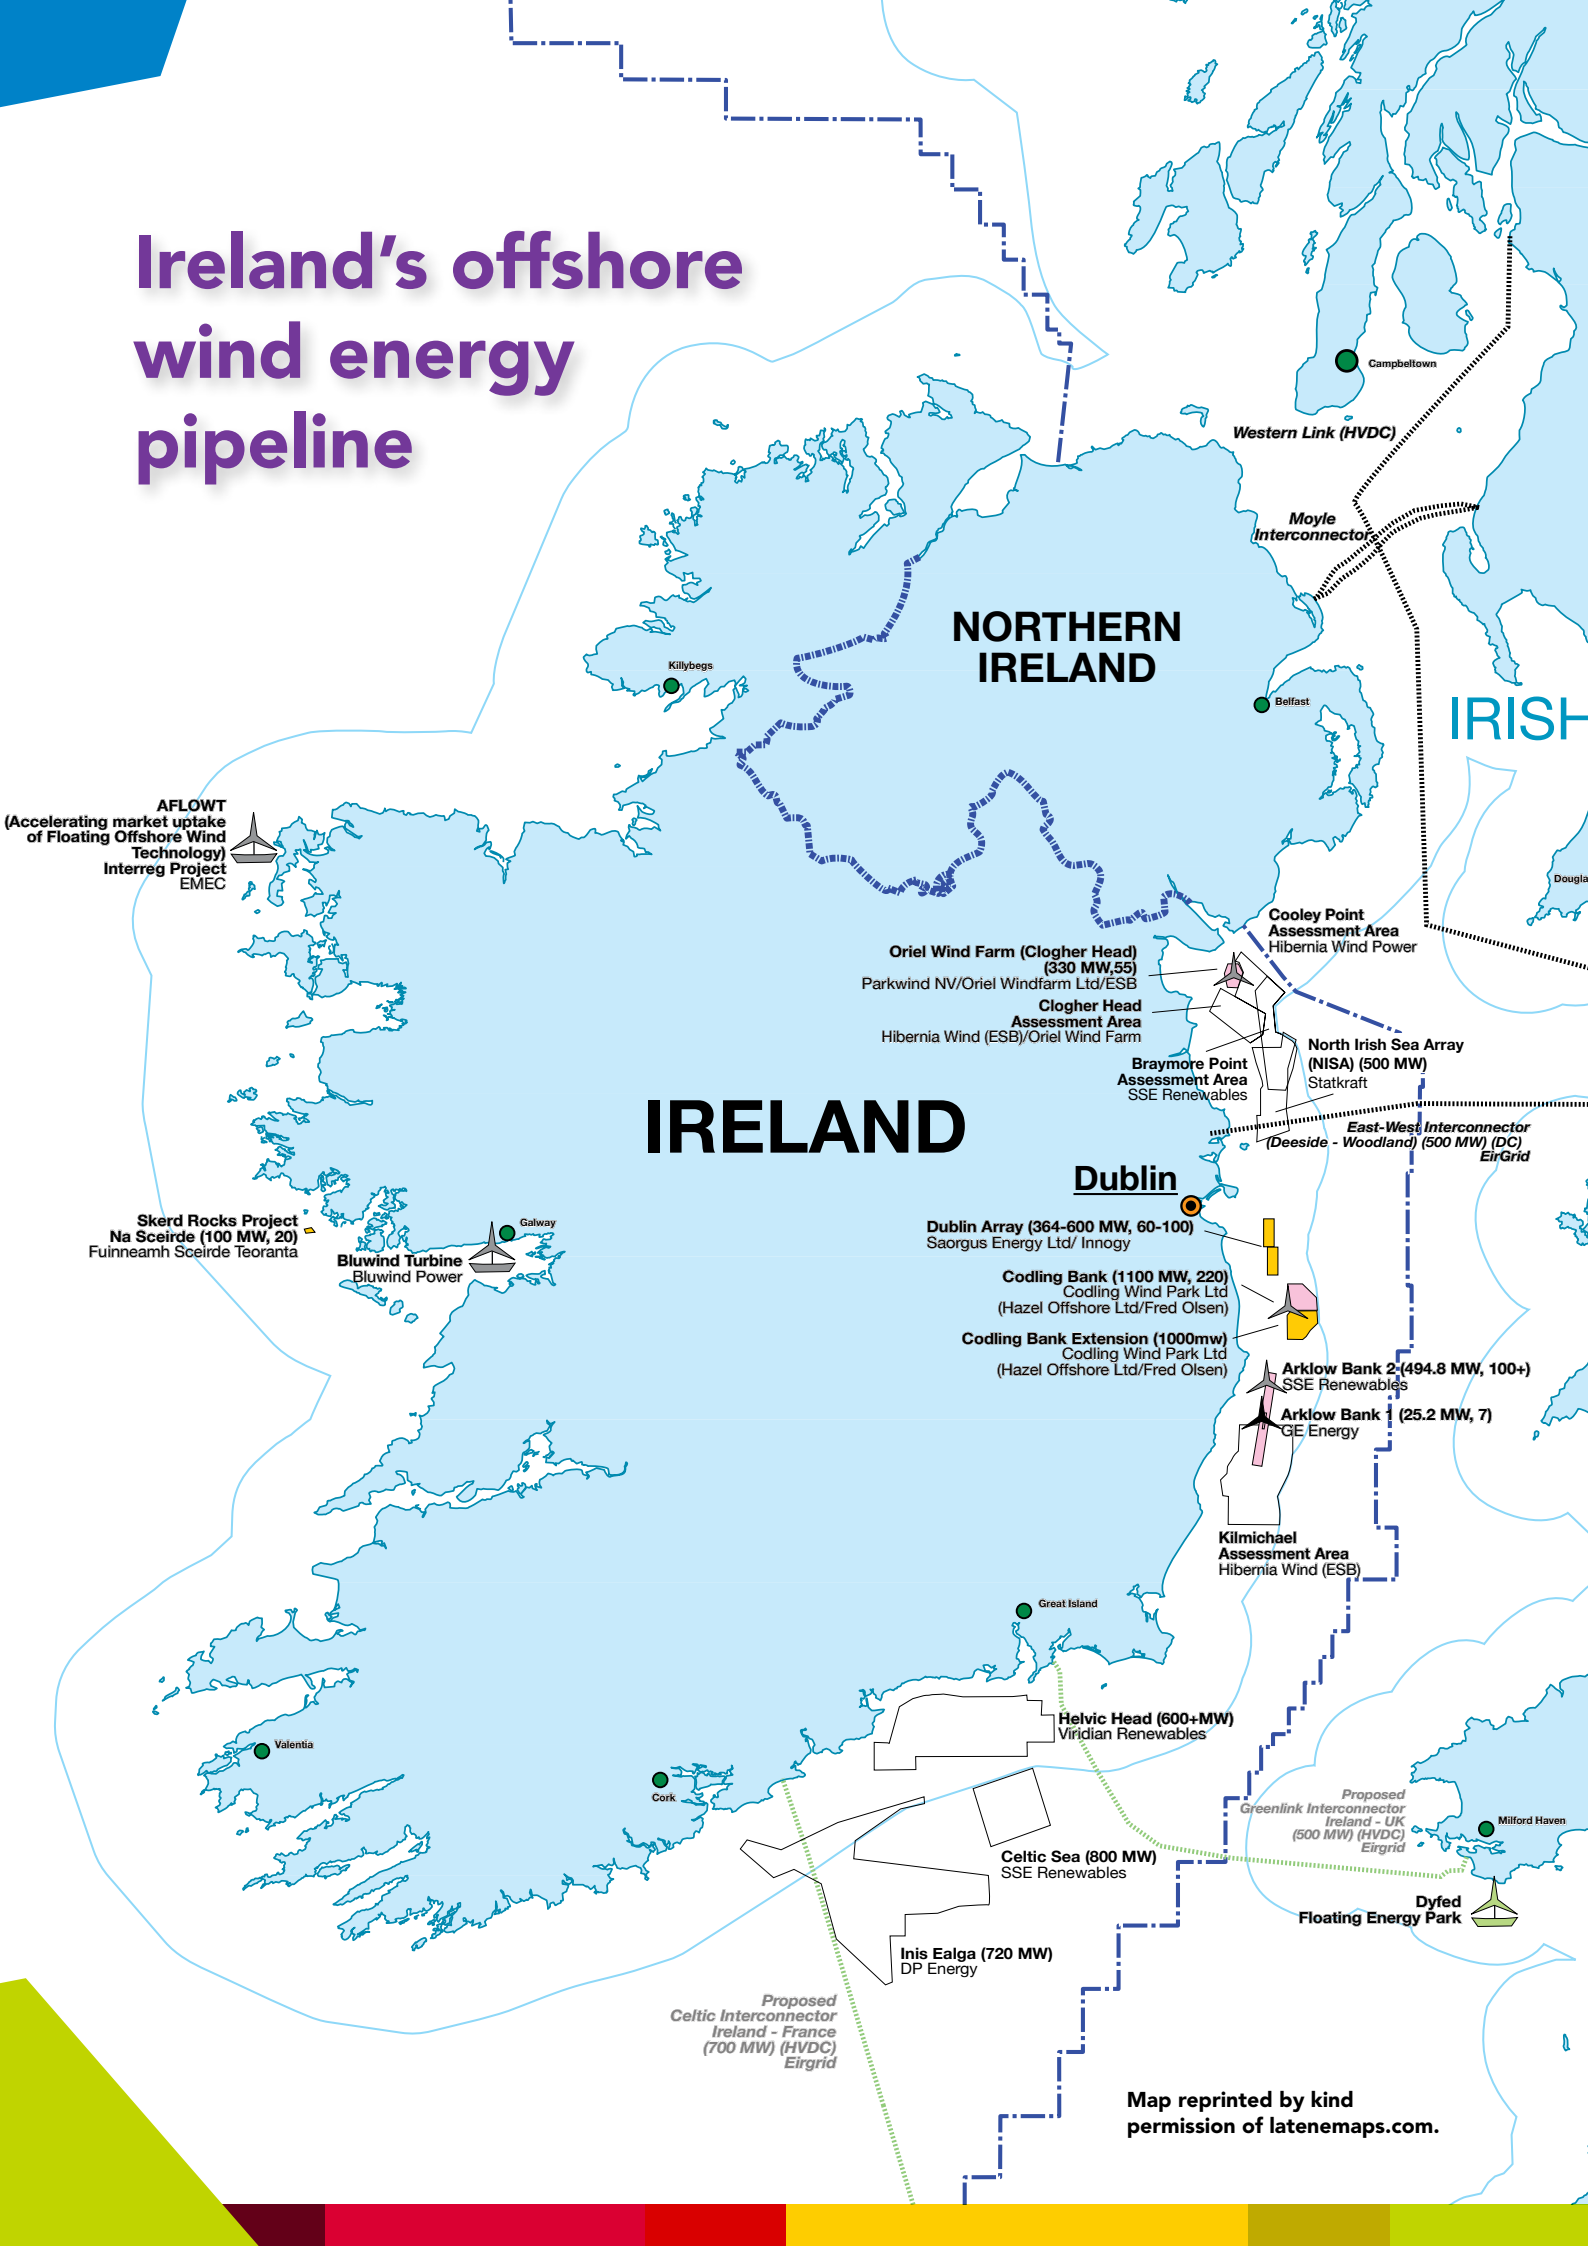 Ireland's offshore
wind energy
pipeline
Campbeltown
Western Link (HVDC)
Moyle
Interconnector
NORTHERN
IRELAND
Killybegs
Belfast
IRISH
AFLOWT
(Accelerating market uptake
of Floating Offshore Wind
Technology)
Interreg Project
EMEC
Dougla
Cooley Point
Assessment Area
Hibernia Wind Power
Oriel Wind Farm (Clogher Head)
(330 MW,55)
Parkwind NV/Oriel Windfarm Ltd/ESB
Clogher Head
Assessment Area
Hibernia Wind (ESB)/Oriel Wind Farm
North Irish Sea Array
(NISA) (500 MW)
Statkraft
Braymore Point
Assessment Area
SSE Renewables
IRELAND
East-West Interconnector
(Deeside - Woodland) (500 MW) (DC)
EirGrid
Dublin
Skerd Rocks Project
Na Sceirde (100 MW, 20)
Fuinneamh Sceirde Teoranta
Galway
Bluwind Turbine
Bluwind Power
Dublin Array (364-600 MW, 60-100)
Saorgus Energy Ltd/ Innogy
Codling Bank (1100 MW, 220)
Codling Wind Park Ltd
(Hazel Offshore Ltd/Fred Olsen)
Codling Bank Extension (1000mw)
Codling Wind Park Ltd
(Hazel Offshore Ltd/Fred Olsen)
Arklow Bank 2 (494.8 MW, 100+)
SSE Renewables
Arklow Bank 1 (25.2 MW, 7)
GE Energy
Kilmichael
Assessment Area
Hibernia Wind (ESB)
Great Island
Helvic Head (600+MW)
Viridian Renewables
Valentia
Cork
Proposed
Greenlink Interconnector
Ireland - UK
(500 MW) (HVDC)
Eirgrid
Milford Haven
Celtic Sea (800 MW)
SSE Renewables
Dyfed
Floating Energy Park
Inis Ealga (720 MW)
DP Energy
Proposed
Celtic Interconnector
Ireland - France
(700 MW) (HVDC)
Eirgrid
Map reprinted by kind
permission of latenemaps.com.